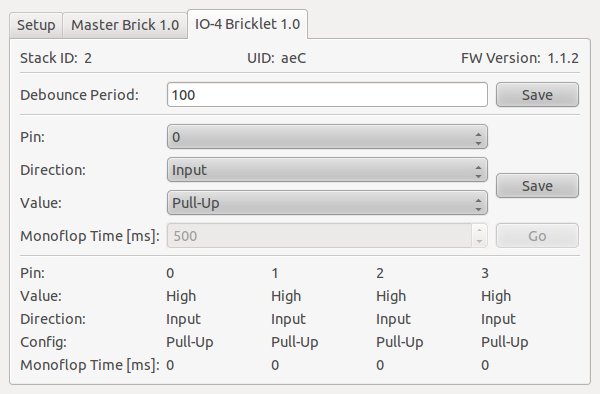 Setup Master Brick 1.0 IO-4 Bricklet 1.0
Stack ID: 2 UID: aeC FW Version: 1.1.2
Debounce Period: 100 Save
Pin: 0
Direction: Input
Save
Value: Pull-Up
Monoflop Time [ms]: 500 Go
Pin: 0 1 2 3
Value: High High High High
Direction: Input Input Input Input
Config: Pull-Up Pull-Up Pull-Up Pull-Up
Monoflop Time [ms]: 0 0 0 0